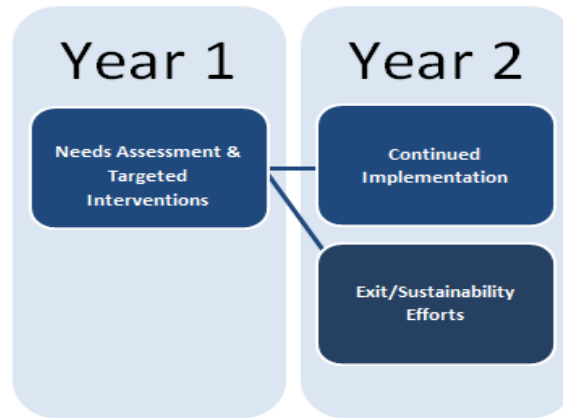 Year 1
Needs Assessment &
Targeted
Interventions
Year 2
Continued
Implementation
Exit/Sustainability
Efforts